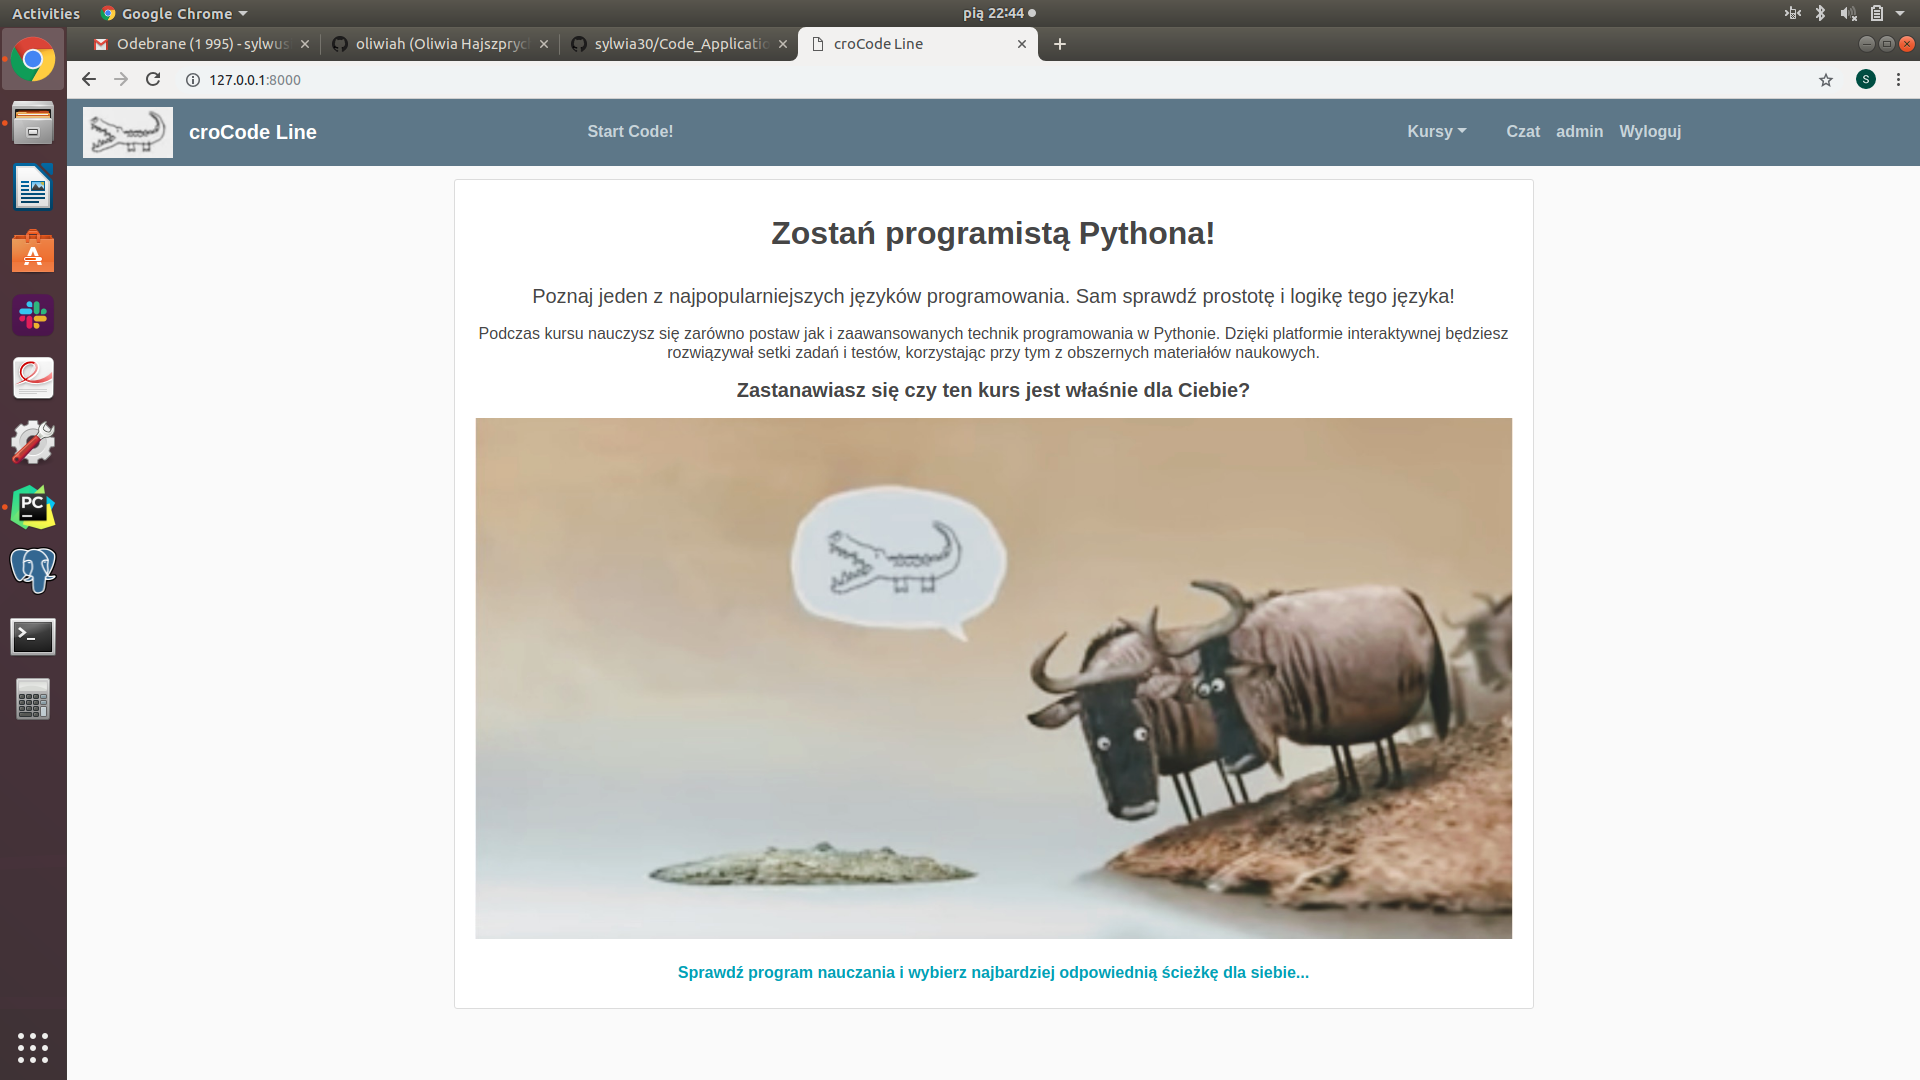 Activities
Google Chrome
pią 22:44
Odebrane (1 995) - sylwus
oliwiah (Oliwia Hajszpryc
sylwia30/Code_Applicatio
croCode Line
127.0.0.1:8000
S
croCode Line
Start Code!
Kursy
Czat
admin
Wyloguj
Zostań programistą Pythona!
Poznaj jeden z najpopularniejszych języków programowania. Sam sprawdź prostotę i logikę tego języka!
Podczas kursu nauczysz się zarówno postaw jak i zaawansowanych technik programowania w Pythonie. Dzięki platformie interaktywnej będziesz
rozwiązywał setki zadań i testów, korzystając przy tym z obszernych materiałów naukowych.
Zastanawiasz się czy ten kurs jest właśnie dla Ciebie?
PC
Sprawdź program nauczania i wybierz najbardziej odpowiednią ścieżkę dla siebie...